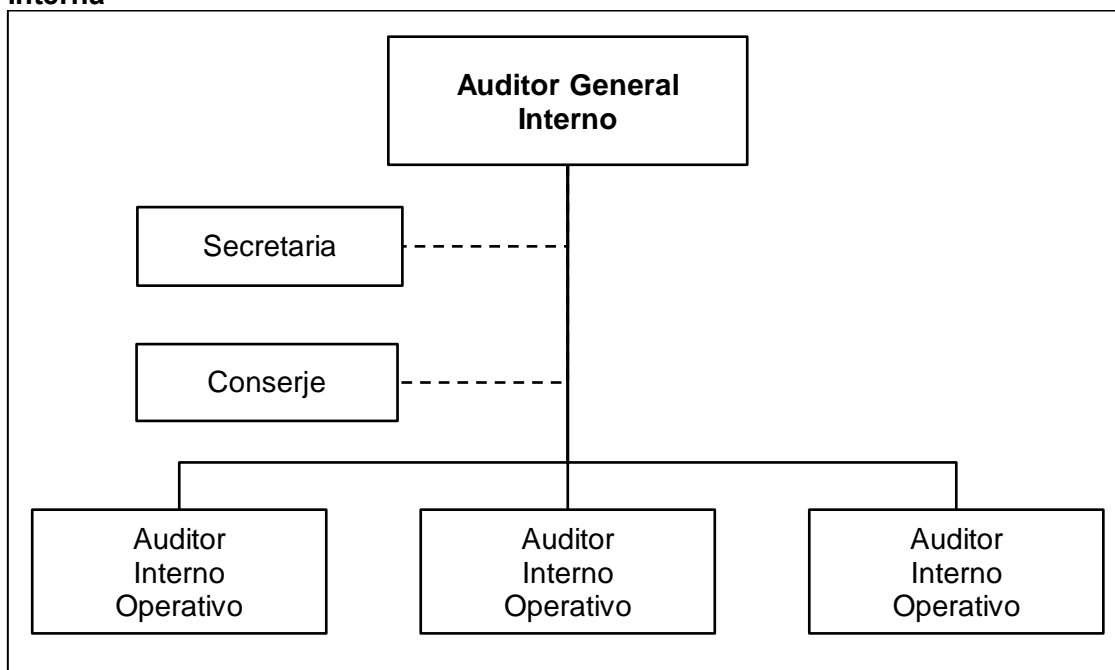 interna
Auditor General
Interno
Secretaria
Conserje
Auditor
Interno
Operativo
Auditor
Interno
Operativo
Auditor
Interno
Operativo